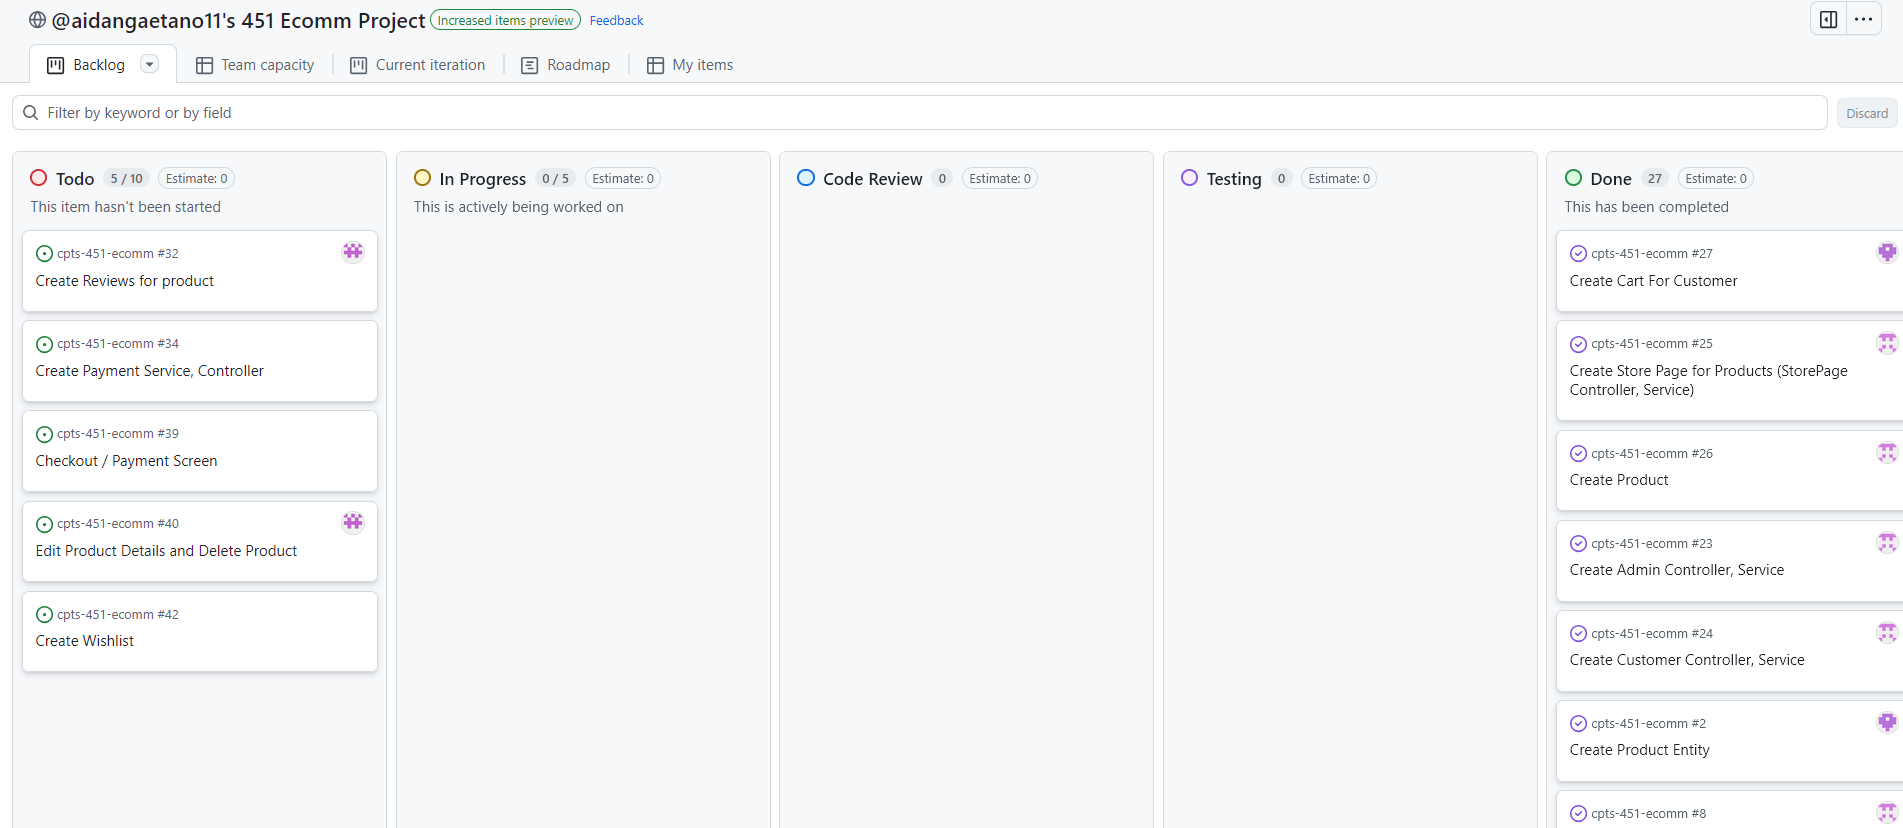 @aidangaetano11's 451 Ecomm Project Increased items preview Feedback
Backlog Team capacity Current iteration Roadmap My items
Filter by keyword or by field Discard
Todo 5 / 10 Estimate: 0
This item hasn't been started
cpts-451-ecomm #32
Create Reviews for product
cpts-451-ecomm #34
Create Payment Service, Controller
cpts-451-ecomm #39
Checkout / Payment Screen
cpts-451-ecomm #40
Edit Product Details and Delete Product
cpts-451-ecomm #42
Create Wishlist
In Progress 0 / 5 Estimate: 0
This is actively being worked on
Code Review 0 Estimate: 0
Testing 0 Estimate: 0
Done 27 Estimate: 0
This has been completed
cpts-451-ecomm #27
Create Cart For Customer
cpts-451-ecomm #25
Create Store Page for Products (StorePage
Controller, Service)
cpts-451-ecomm #26
Create Product
cpts-451-ecomm #23
Create Admin Controller, Service
cpts-451-ecomm #24
Create Customer Controller, Service
cpts-451-ecomm #2
Create Product Entity
cpts-451-ecomm #8